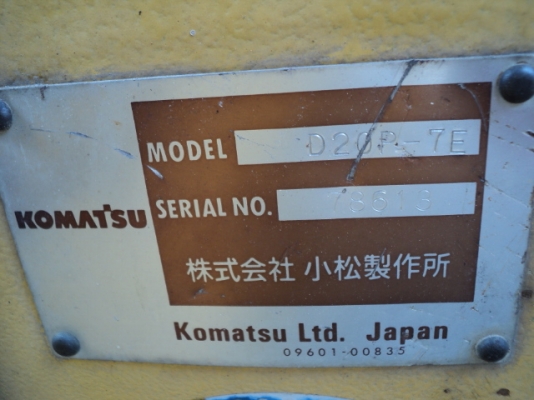 MODEL D20P-7E
KOMATSU
SERIAL NO.
株式会社 小松製作所
Komatsu Ltd. Japan
09601-00835